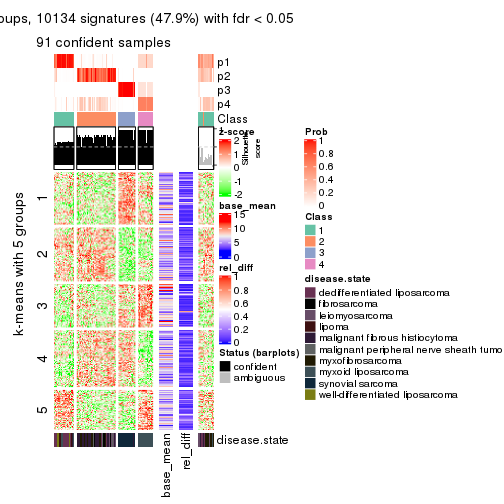 oups, 10134 signatures (47.9%) with fdr < 0.05
91 confident samples
p1
p2
p3
p4
Class
Silhouette score
1
2
3
4
5
k-means with 5 groups
disease.state
base_mean
rel_diff
z-score
2
1
0
-1
-2
base_mean
15
10
5
0
rel_diff
1
0.8
0.6
0.4
0.2
0
Status (barplots)
confident
ambiguous
Prob
1
0.8
0.6
0.4
0.2
0
Class
1
2
3
4
disease.state
dedifferentiated liposarcoma
fibrosarcoma
leiomyosarcoma
lipoma
malignant fibrous histiocytoma
malignant peripheral nerve sheath tumo
myxofibrosarcoma
myxoid liposarcoma
synovial sarcoma
well-differentiated liposarcoma